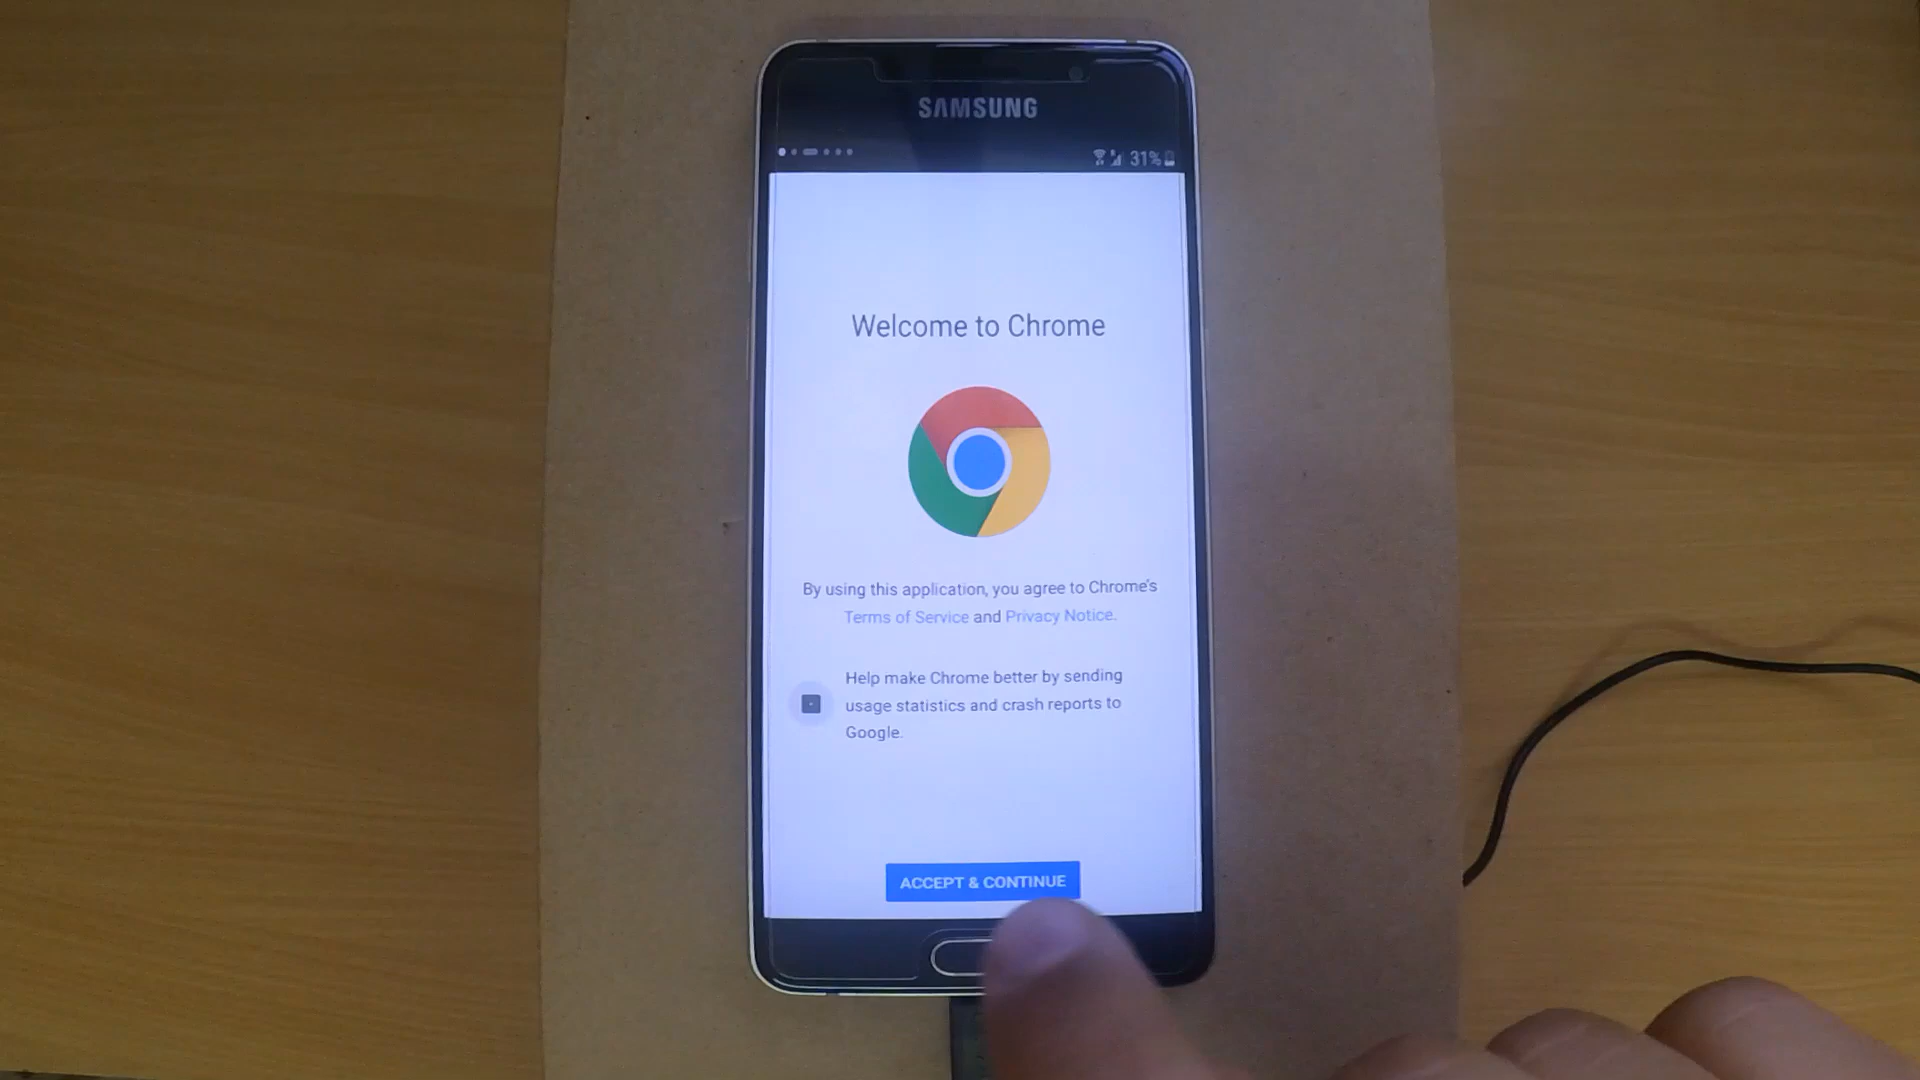 SAMSUNG
31%
Welcome to Chrome
By using this application, you agree to Chrome's
Terms of Service and Privacy Notice.
Help make Chrome better by sending
usage statistics and crash reports to
Google.
ACCEPT & CONTINUE